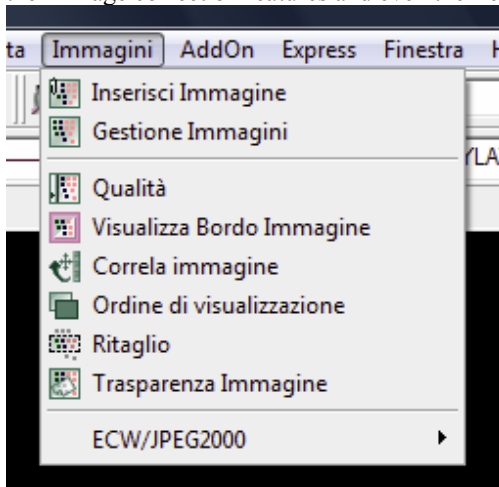 ta Immagini AddOn Express Finestra
Inserisci Immagine
Gestione Immagini
Qualità
Visualizza Bordo Immagine
Correla immagine
Ordine di visualizzazione
Ritaglio
Trasparenza Immagine
ECW/JPEG2000